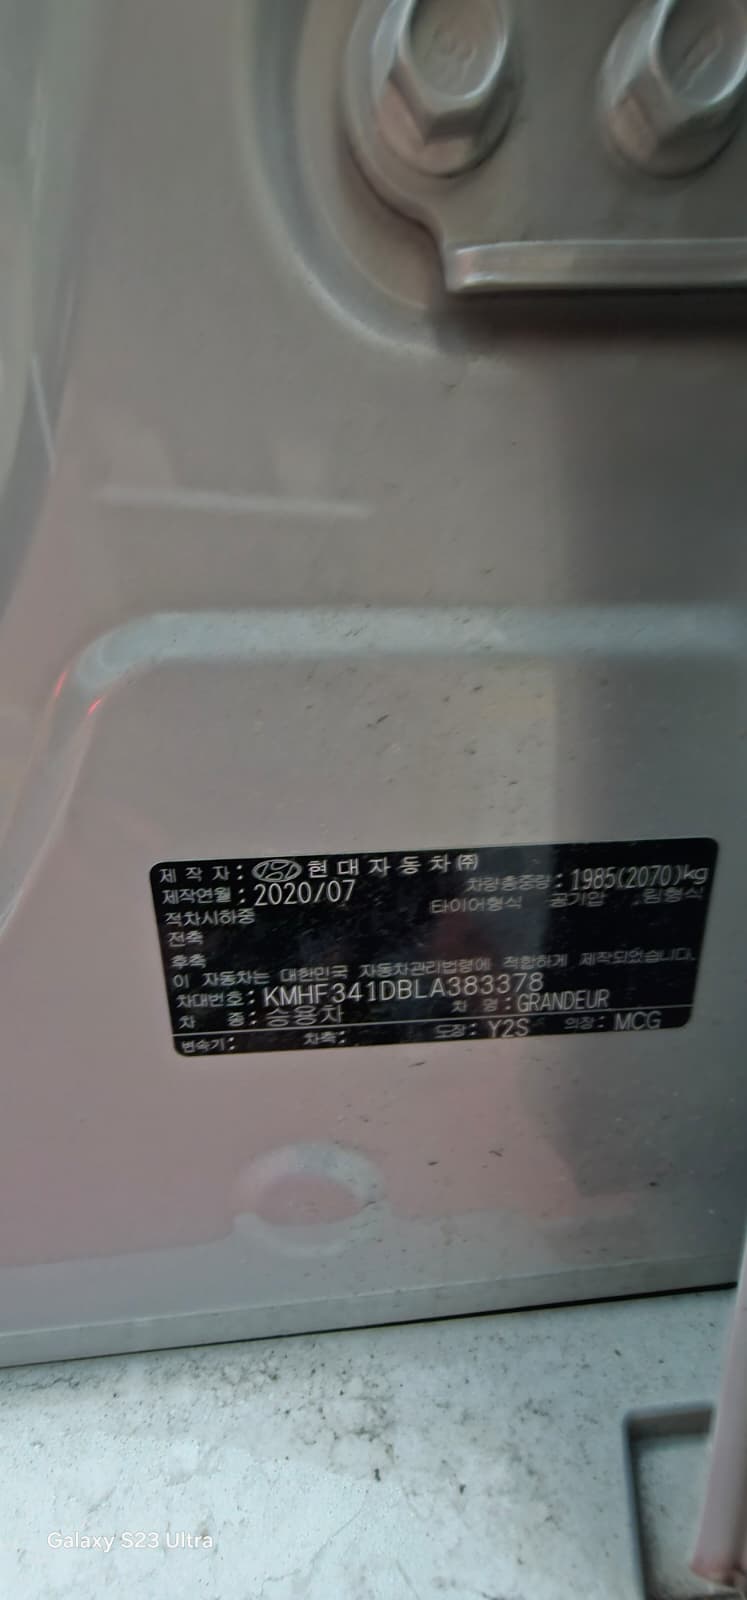 제 작 자 : 현 대 자 동 차 ㈜
제작연월 : 2020/07 차량총중량 : 1985(2070)kg
적차시하중 타이어형식 공기압 림형식
전축
후축
이 자동차는 대한민국 자동차관리법령에 적합하게 제작되었습니다.
차대번호 : KMHF341DBLA383378
차 종 : 승용차 차 명 : GRANDEUR
변속기 : 차축 : 도장 : Y2S 의장 : MCG
Galaxy S23 Ultra